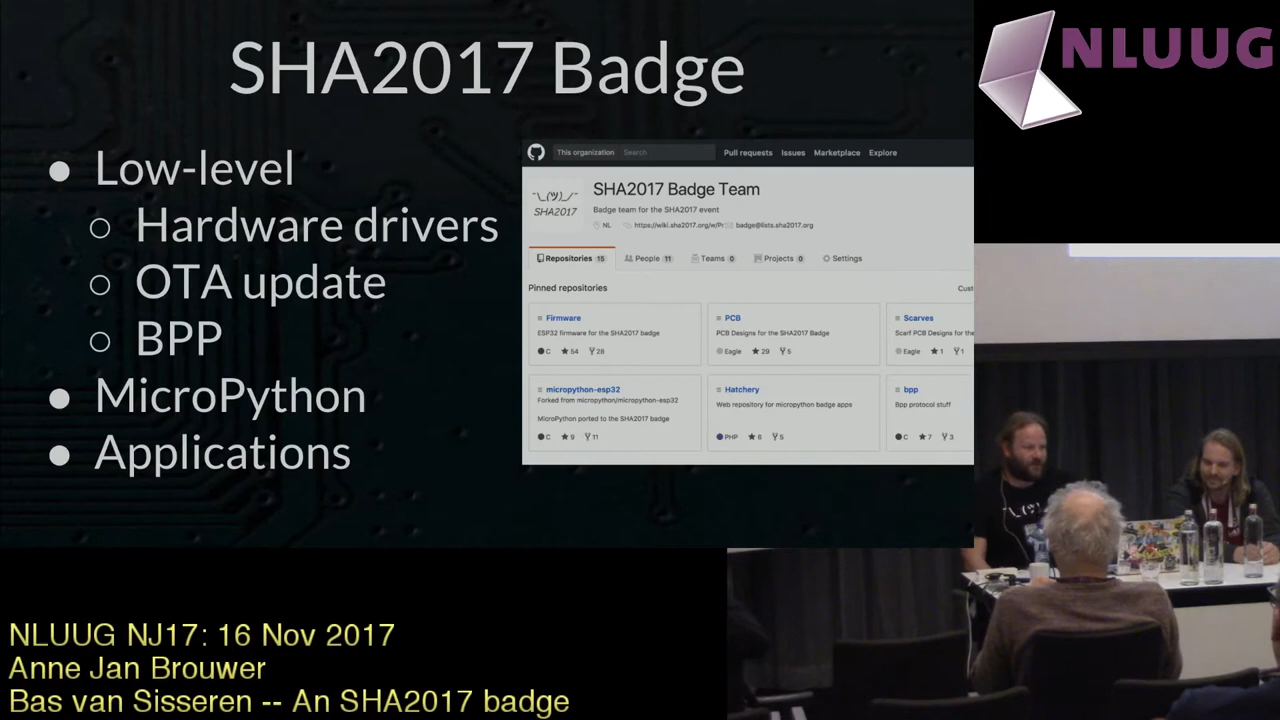 SHA2017 Badge
● Low-level
○ Hardware drivers
○ OTA update
○ BPP
● MicroPython
● Applications
This organization Search Pull requests Issues Marketplace Explore
¯\_(ツ)_/¯
SHA2017
SHA2017 Badge Team
Badge team for the SHA2017 event
NL https://wiki.sha2017.org/w/Pr badge@lists.sha2017.org
Repositories 15 People 11 Teams 0 Projects 0 Settings
Pinned repositories
Firmware
ESP32 firmware for the SHA2017 badge
C 54 28
PCB
PCB Designs for the SHA2017 Badge
Eagle 29 5
Scarves
Scarf PCB Designs for the
Eagle 1 1
micropython-esp32
Forked from micropython/micropython-esp32
MicroPython ported to the SHA2017 badge
C 9 11
Hatchery
Web repository for micropython badge apps
PHP 6 5
bpp
Bpp protocol stuff
C 7 3
NLUUG
NLUUG NJ17: 16 Nov 2017
Anne Jan Brouwer
Bas van Sisseren -- An SHA2017 badge